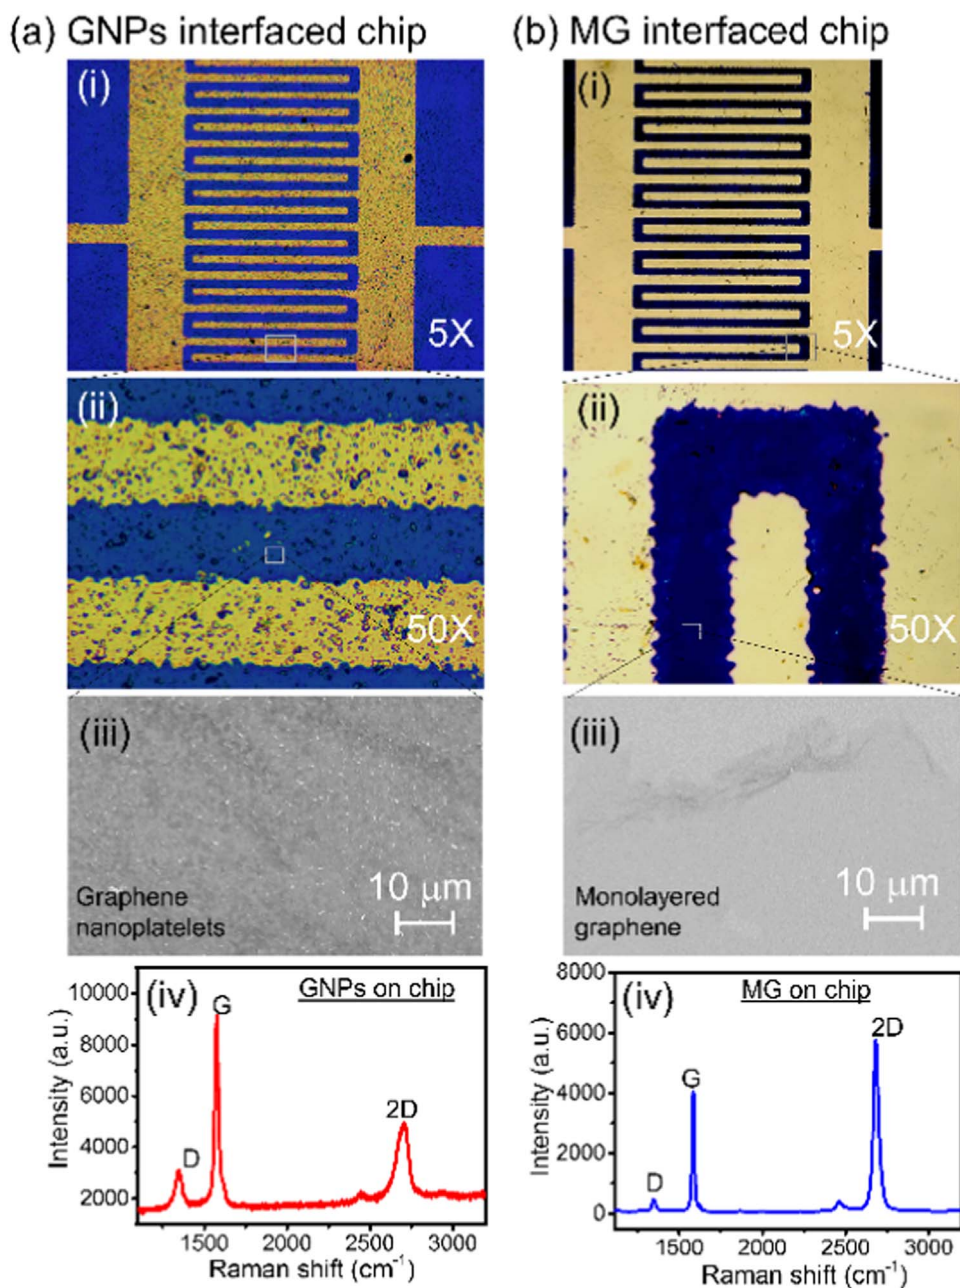 (a) GNPs interfaced chip
(i)
5X
(ii)
50X
(iii)
Graphene
nanoplatelets
10 μm
(iv)
GNPs on chip
G
D
2D
Intensity (a.u.)
10000
8000
6000
4000
2000
1500 2000 2500 3000
Raman shift (cm⁻¹)
(b) MG interfaced chip
(i)
5X
(ii)
50X
(iii)
Monolayered
graphene
10 μm
(iv)
MG on chip
2D
G
D
Intensity (a.u.)
8000
6000
4000
2000
0
1500 2000 2500 3000
Raman shift (cm⁻¹)